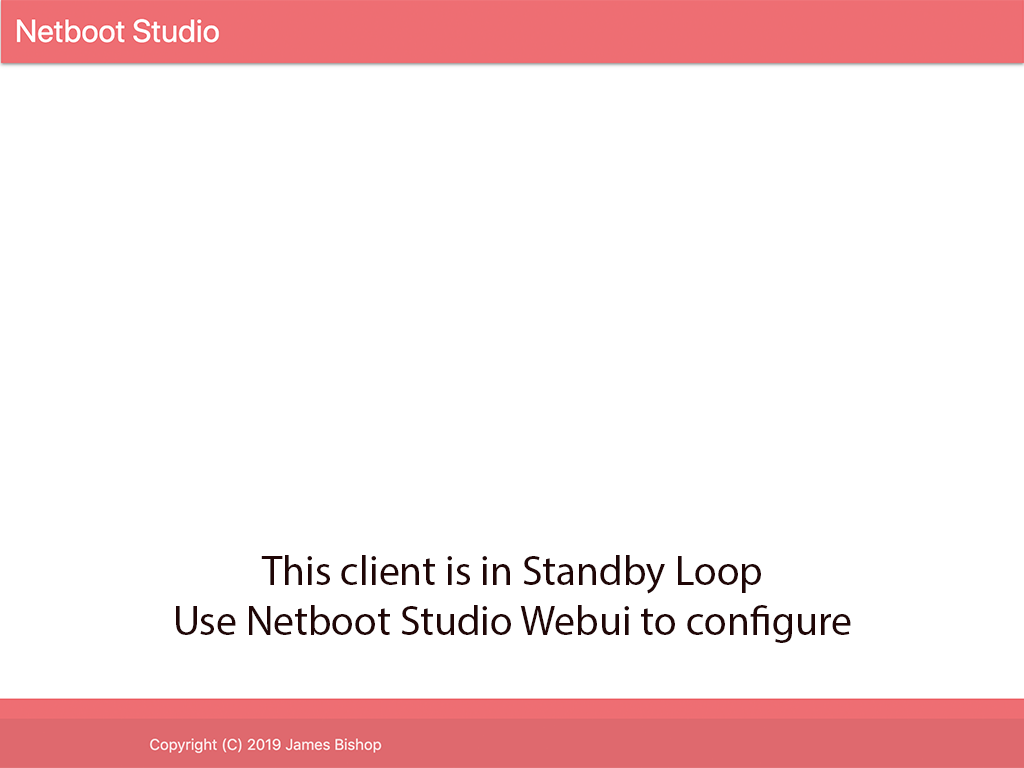 Netboot Studio
This client is in Standby Loop
Use Netboot Studio Webui to configure
Copyright (C) 2019 James Bishop